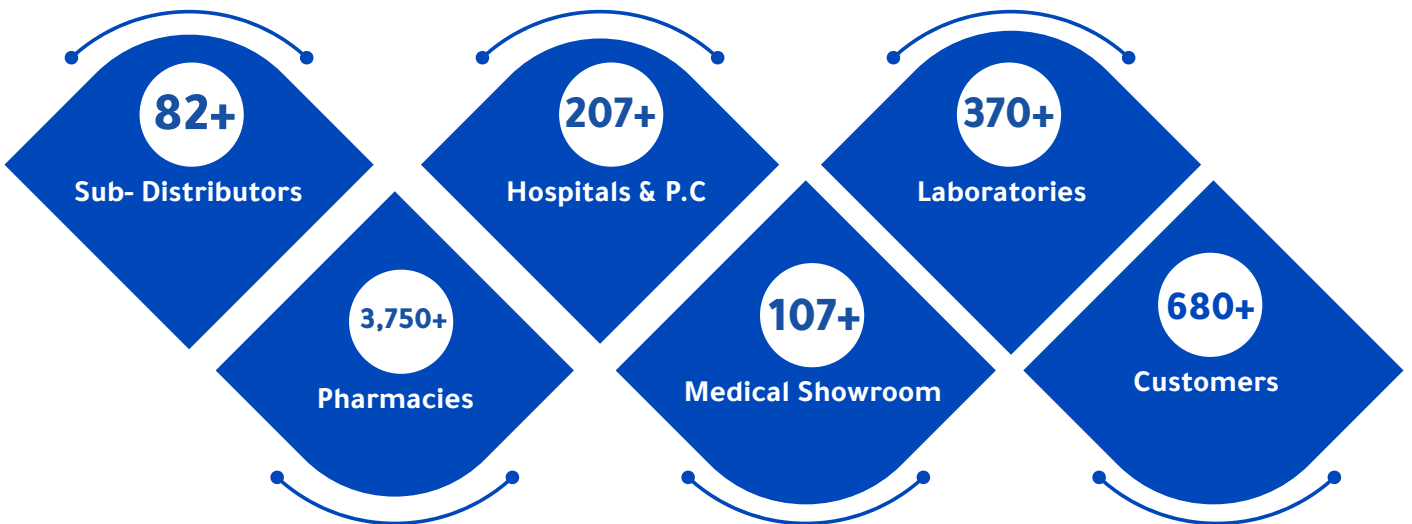 82+
Sub- Distributors
207+
Hospitals & P.C
370+
Laboratories
3,750+
Pharmacies
107+
Medical Showroom
680+
Customers